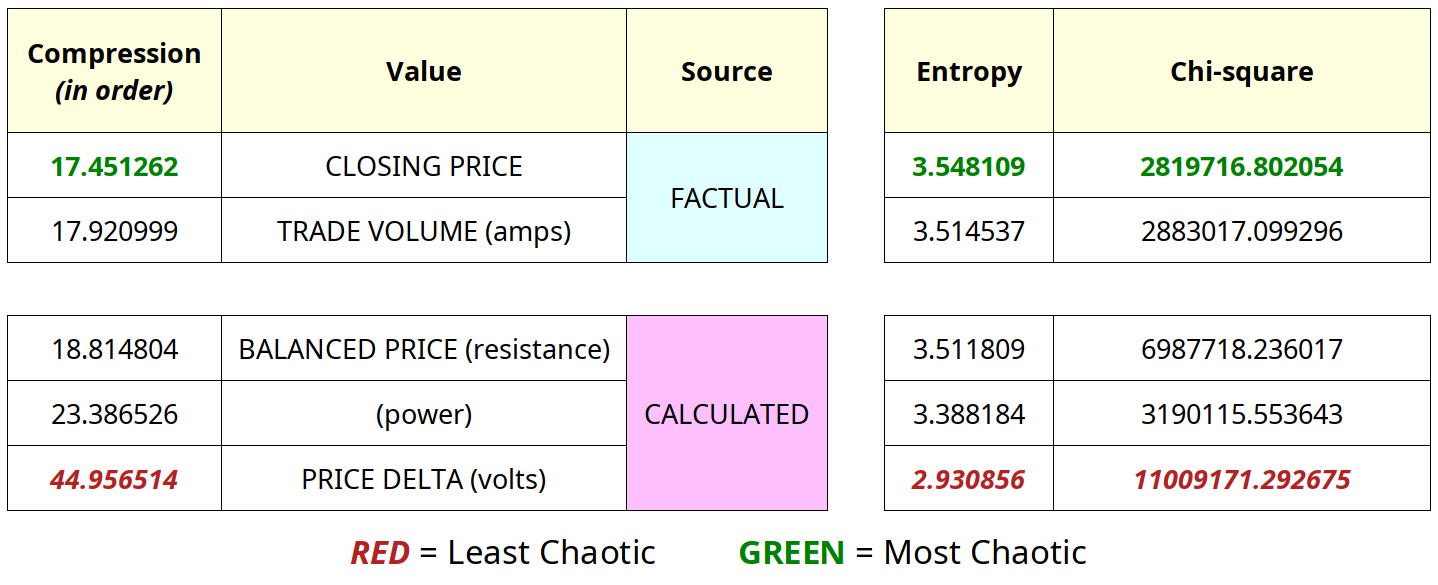 Compression Value Source Entropy Chi-square
(in order)
17.451262 CLOSING PRICE FACTUAL 3.548109 2819716.802054
17.920999 TRADE VOLUME (amps) 3.514537 2883017.099296
18.814804 BALANCED PRICE (resistance) CALCULATED 3.511809 6987718.236017
23.386526 (power) 3.388184 3190115.553643
44.956514 PRICE DELTA (volts) 2.930856 11009171.292675
RED = Least Chaotic GREEN = Most Chaotic